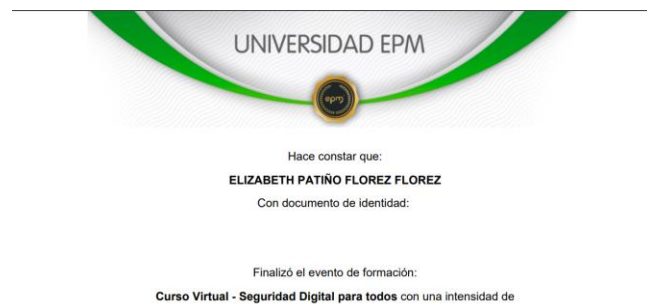 UNIVERSIDAD EPM
epm
Hace constar que:
ELIZABETH PATIÑO FLOREZ FLOREZ
Con documento de identidad:
Finalizó el evento de formación:
Curso Virtual - Seguridad Digital para todos con una intensidad de